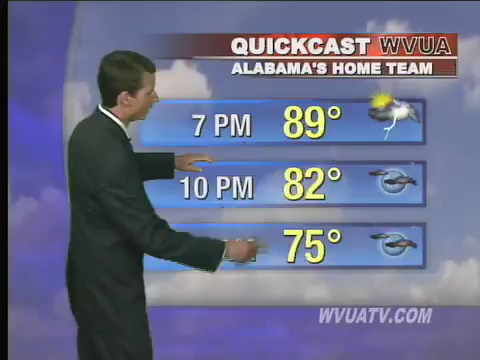 QUICKCAST WVUA
ALABAMA'S HOME TEAM
7 PM 89°
10 PM 82°
75°
WVUATV.COM